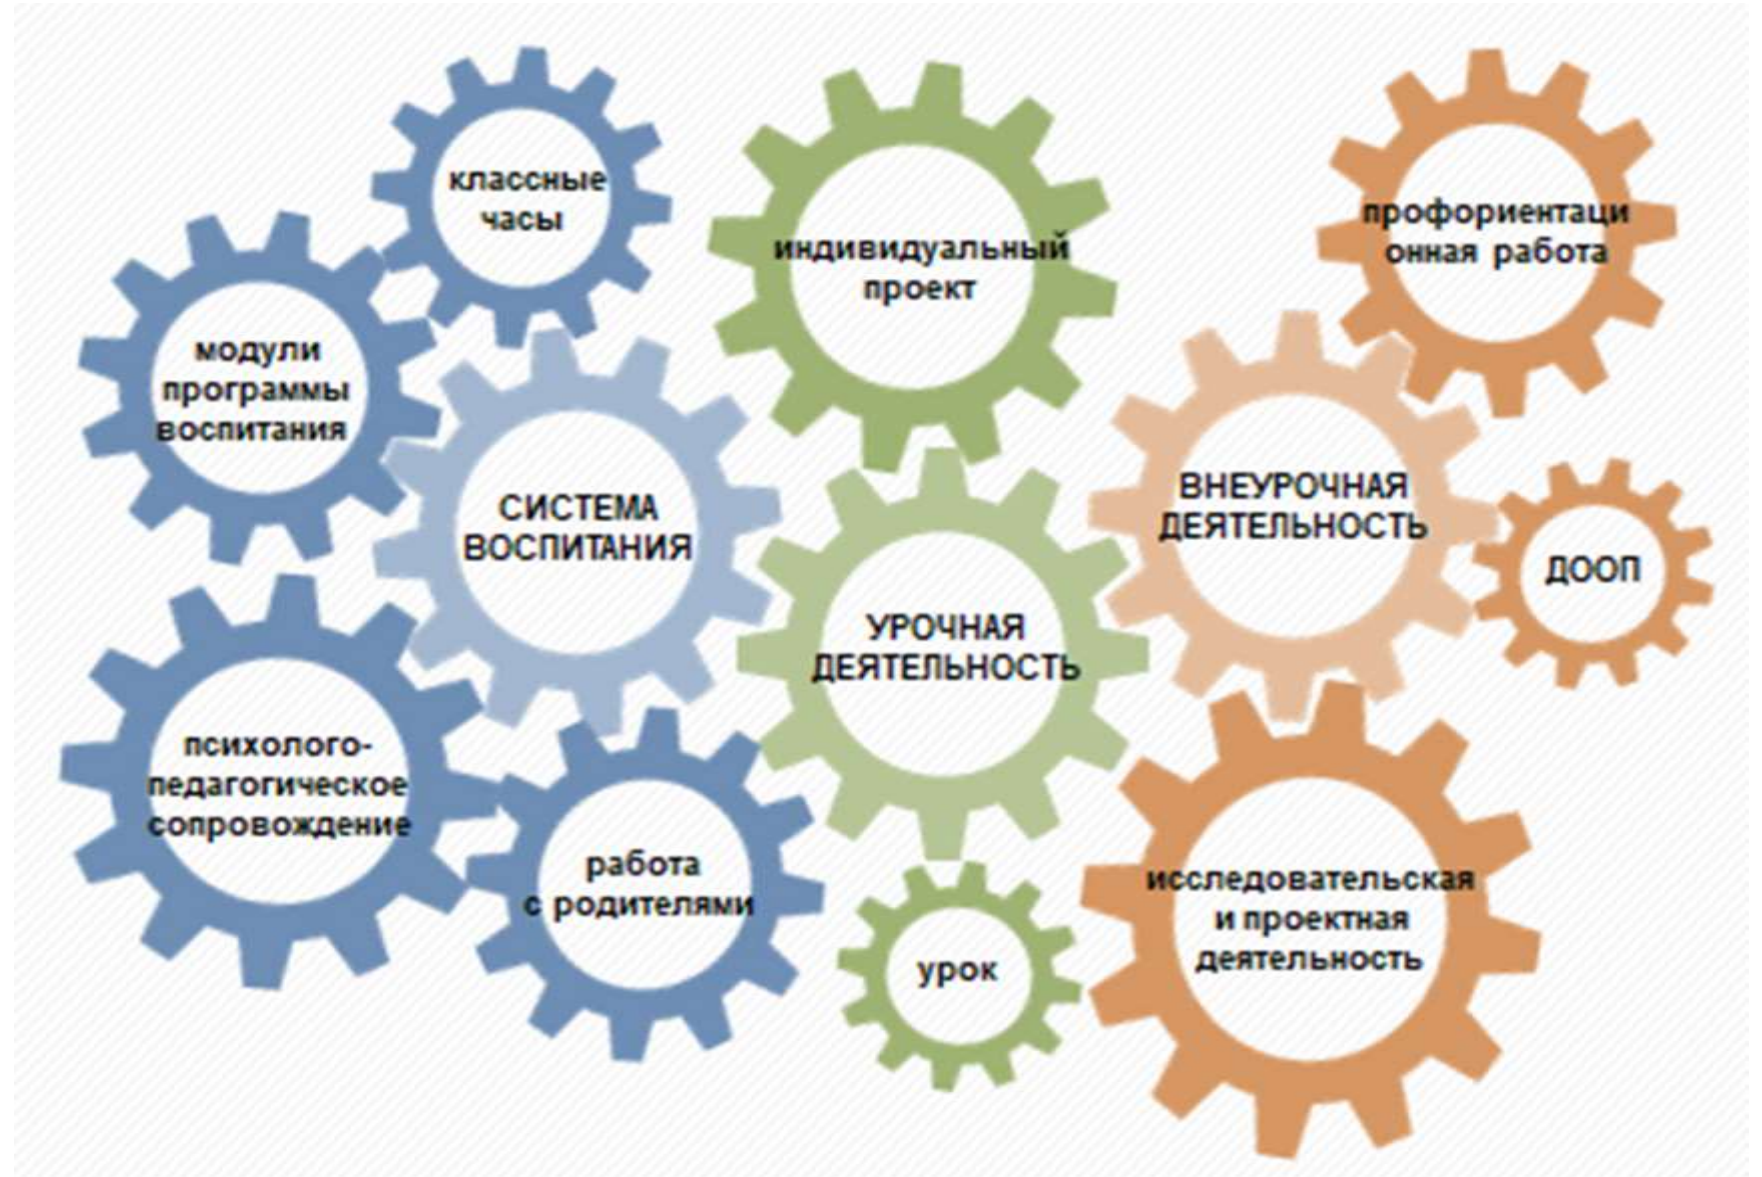 классные
часы
модули
программы
воспитания
СИСТЕМА
ВОСПИТАНИЯ
психолого-
педагогическое
сопровождение
работа
с родителями
индивидуальный
проект
УРОЧНАЯ
ДЕЯТЕЛЬНОСТЬ
урок
профориентаци
онная работа
ВНЕУРОЧНАЯ
ДЕЯТЕЛЬНОСТЬ
ДООП
исследовательская
и проектная
деятельность